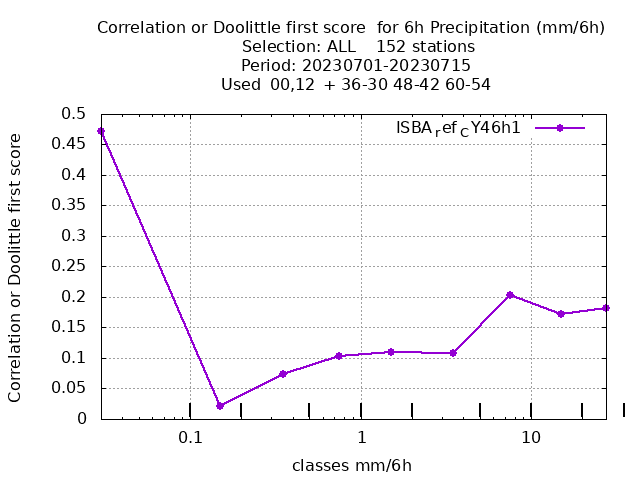 Correlation or Doolittle first score  for 6h Precipitation (mm/6h)
Selection: ALL    152 stations
Period: 20230701-20230715
Used  00,12  + 36-30 48-42 60-54
ISBAref CY46h1
Correlation or Doolittle first score
0.5
0.45
0.4
0.35
0.3
0.25
0.2
0.15
0.1
0.05
0
0.1
1
10
classes mm/6h